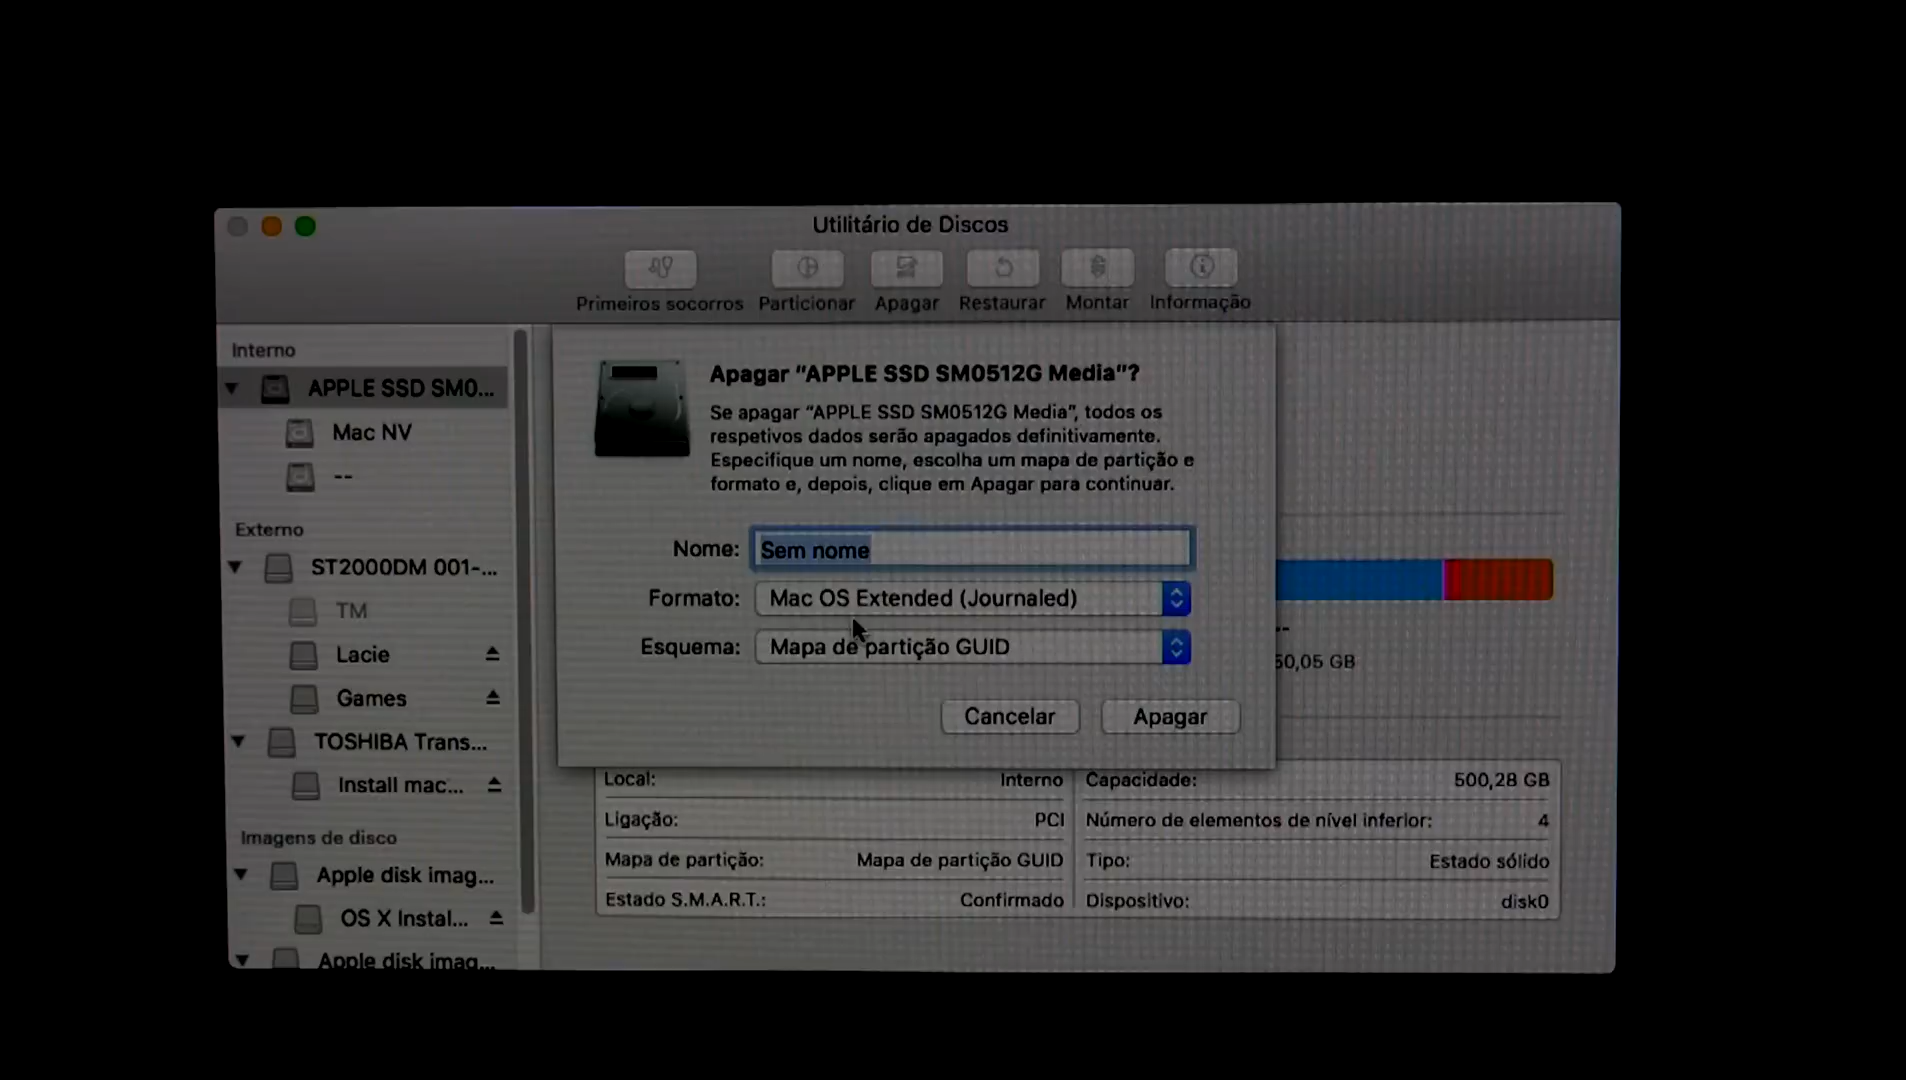 Utilitário de Discos
Primeiros socorros
Particionar
Apagar
Restaurar
Montar
Informação
Interno
APPLE SSD SM0...
Mac NV
--
Externo
ST2000DM 001-...
TM
Lacie
Games
TOSHIBA Trans...
Install mac...
Imagens de disco
Apple disk imag...
OS X Instal...
Apple disk imag...
Apagar “APPLE SSD SM0512G Media”?
Se apagar “APPLE SSD SM0512G Media”, todos os
respetivos dados serão apagados definitivamente.
Especifique um nome, escolha um mapa de partição e
formato e, depois, clique em Apagar para continuar.
Nome: Sem nome
Formato: Mac OS Extended (Journaled)
Esquema: Mapa de partição GUID
Cancelar
Apagar
--
50,05 GB
Local: Interno
Ligação: PCI
Mapa de partição: Mapa de partição GUID
Estado S.M.A.R.T.: Confirmado
Capacidade: 500,28 GB
Número de elementos de nível inferior: 4
Tipo: Estado sólido
Dispositivo: disk0